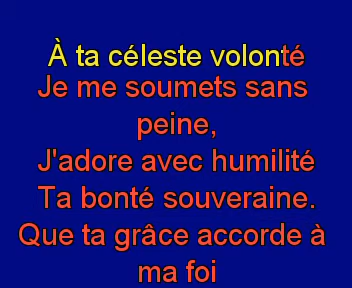 À ta céleste volonté
Je me soumets sans
peine,
J'adore avec humilité
Ta bonté souveraine.
Que ta grâce accorde à
ma foi